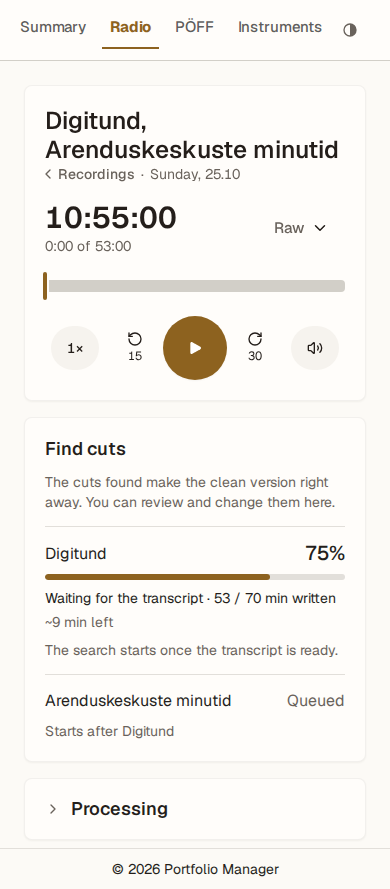 Summary Radio PÖFF Instruments
Digitund,
Arenduskeskuste minutid
Recordings · Sunday, 25.10
10:55:00
Raw
0:00 of 53:00
1×
15
30
Find cuts
The cuts found make the clean version right
away. You can review and change them here.
Digitund 75%
Waiting for the transcript · 53 / 70 min written
~9 min left
The search starts once the transcript is ready.
Arenduskeskuste minutid Queued
Starts after Digitund
Processing
© 2026 Portfolio Manager